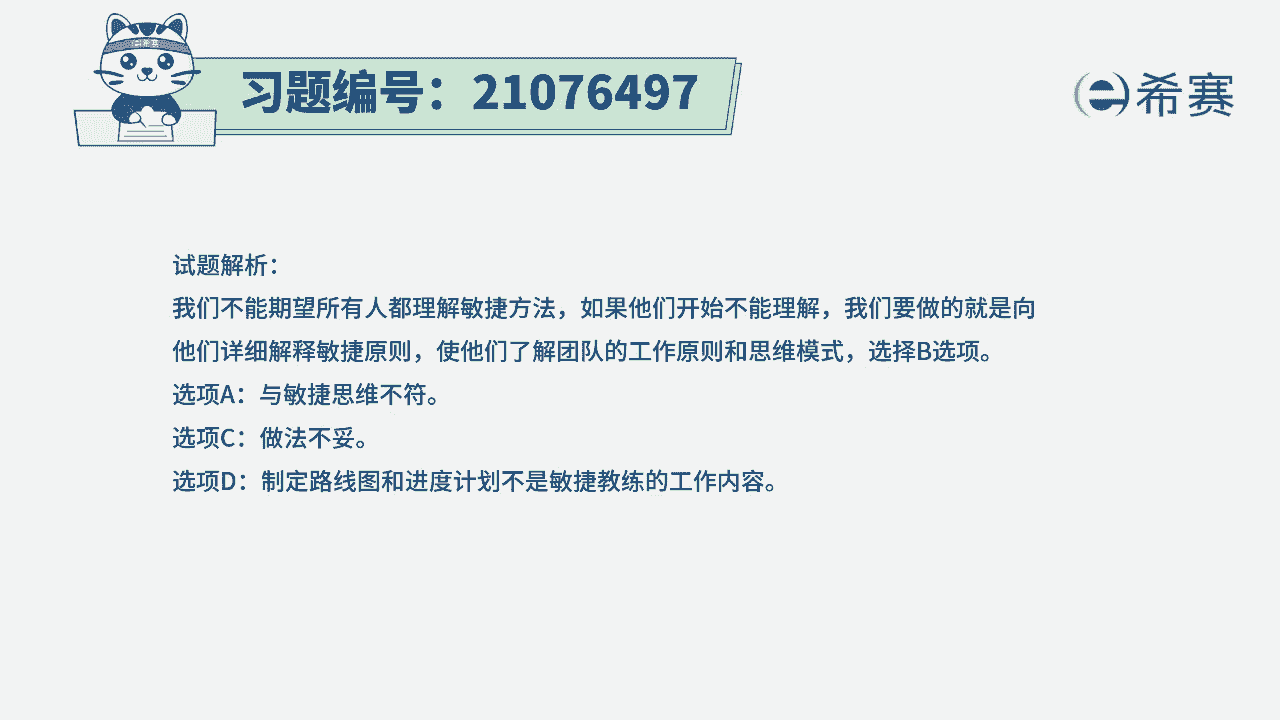 习题编号：21076497
希赛
试题解析：
我们不能期望所有人都理解敏捷方法，如果他们开始不能理解，我们要做的就是向
他们详细解释敏捷原则，使他们了解团队的工作原则和思维模式，选择B选项。
选项A：与敏捷思维不符。
选项C：做法不妥。
选项D：制定路线图和进度计划不是敏捷教练的工作内容。